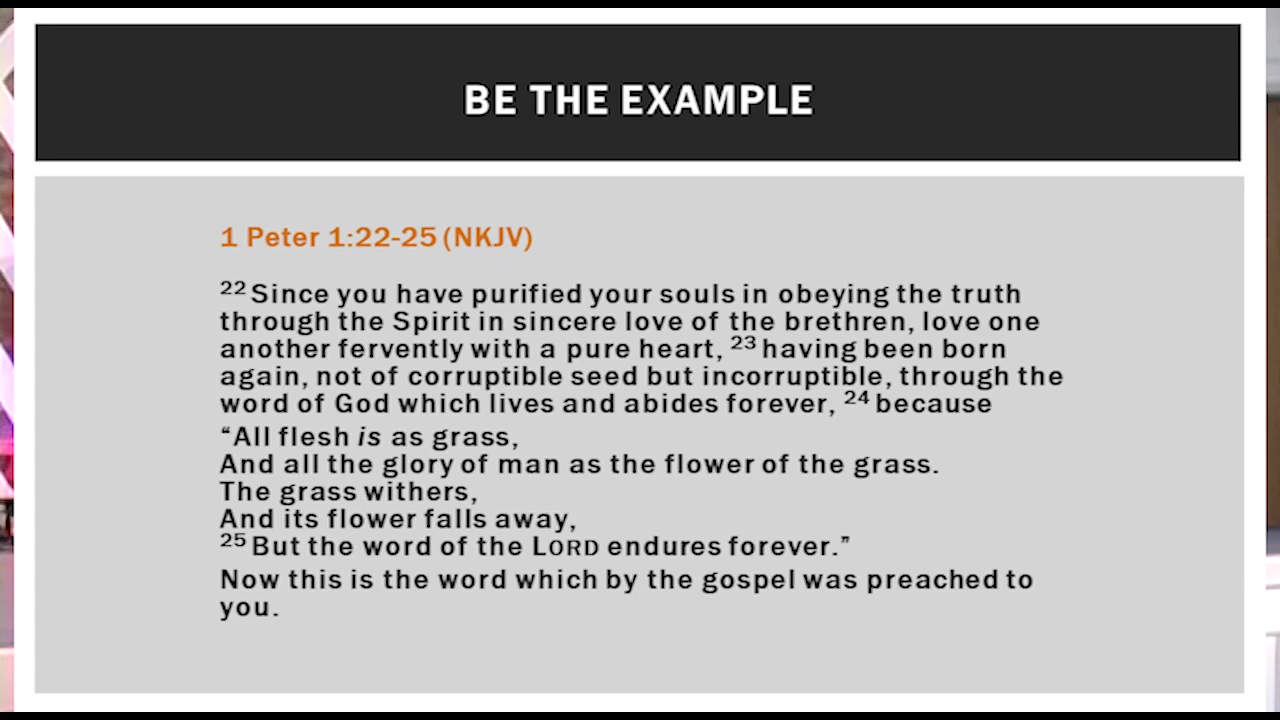 BE THE EXAMPLE
1 Peter 1:22-25 (NKJV)
22 Since you have purified your souls in obeying the truth
through the Spirit in sincere love of the brethren, love one
another fervently with a pure heart, 23 having been born
again, not of corruptible seed but incorruptible, through the
word of God which lives and abides forever, 24 because
“All flesh is as grass,
And all the glory of man as the flower of the grass.
The grass withers,
And its flower falls away,
25 But the word of the LORD endures forever.”
Now this is the word which by the gospel was preached to
you.